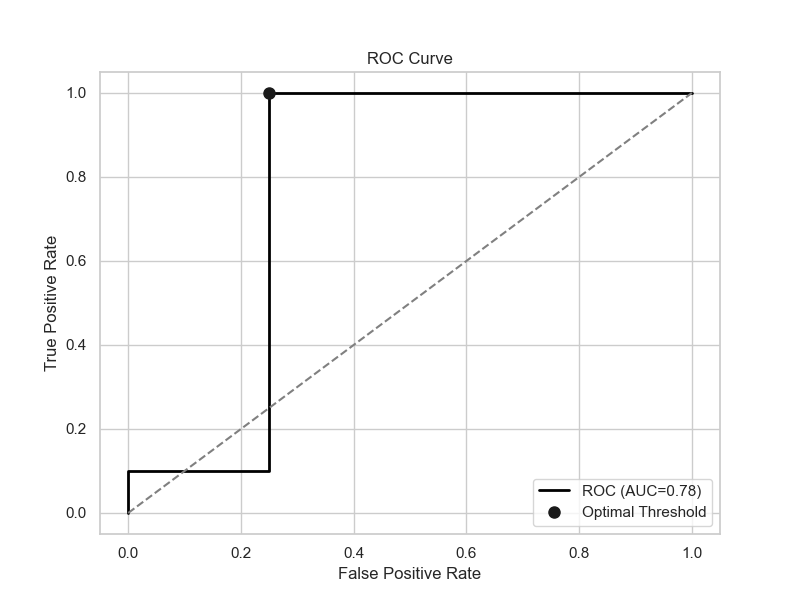 ROC Curve
1.0
0.8
0.6
0.4
0.2
0.0
True Positive Rate
0.0 0.2 0.4 0.6 0.8 1.0
False Positive Rate
ROC (AUC=0.78)
Optimal Threshold